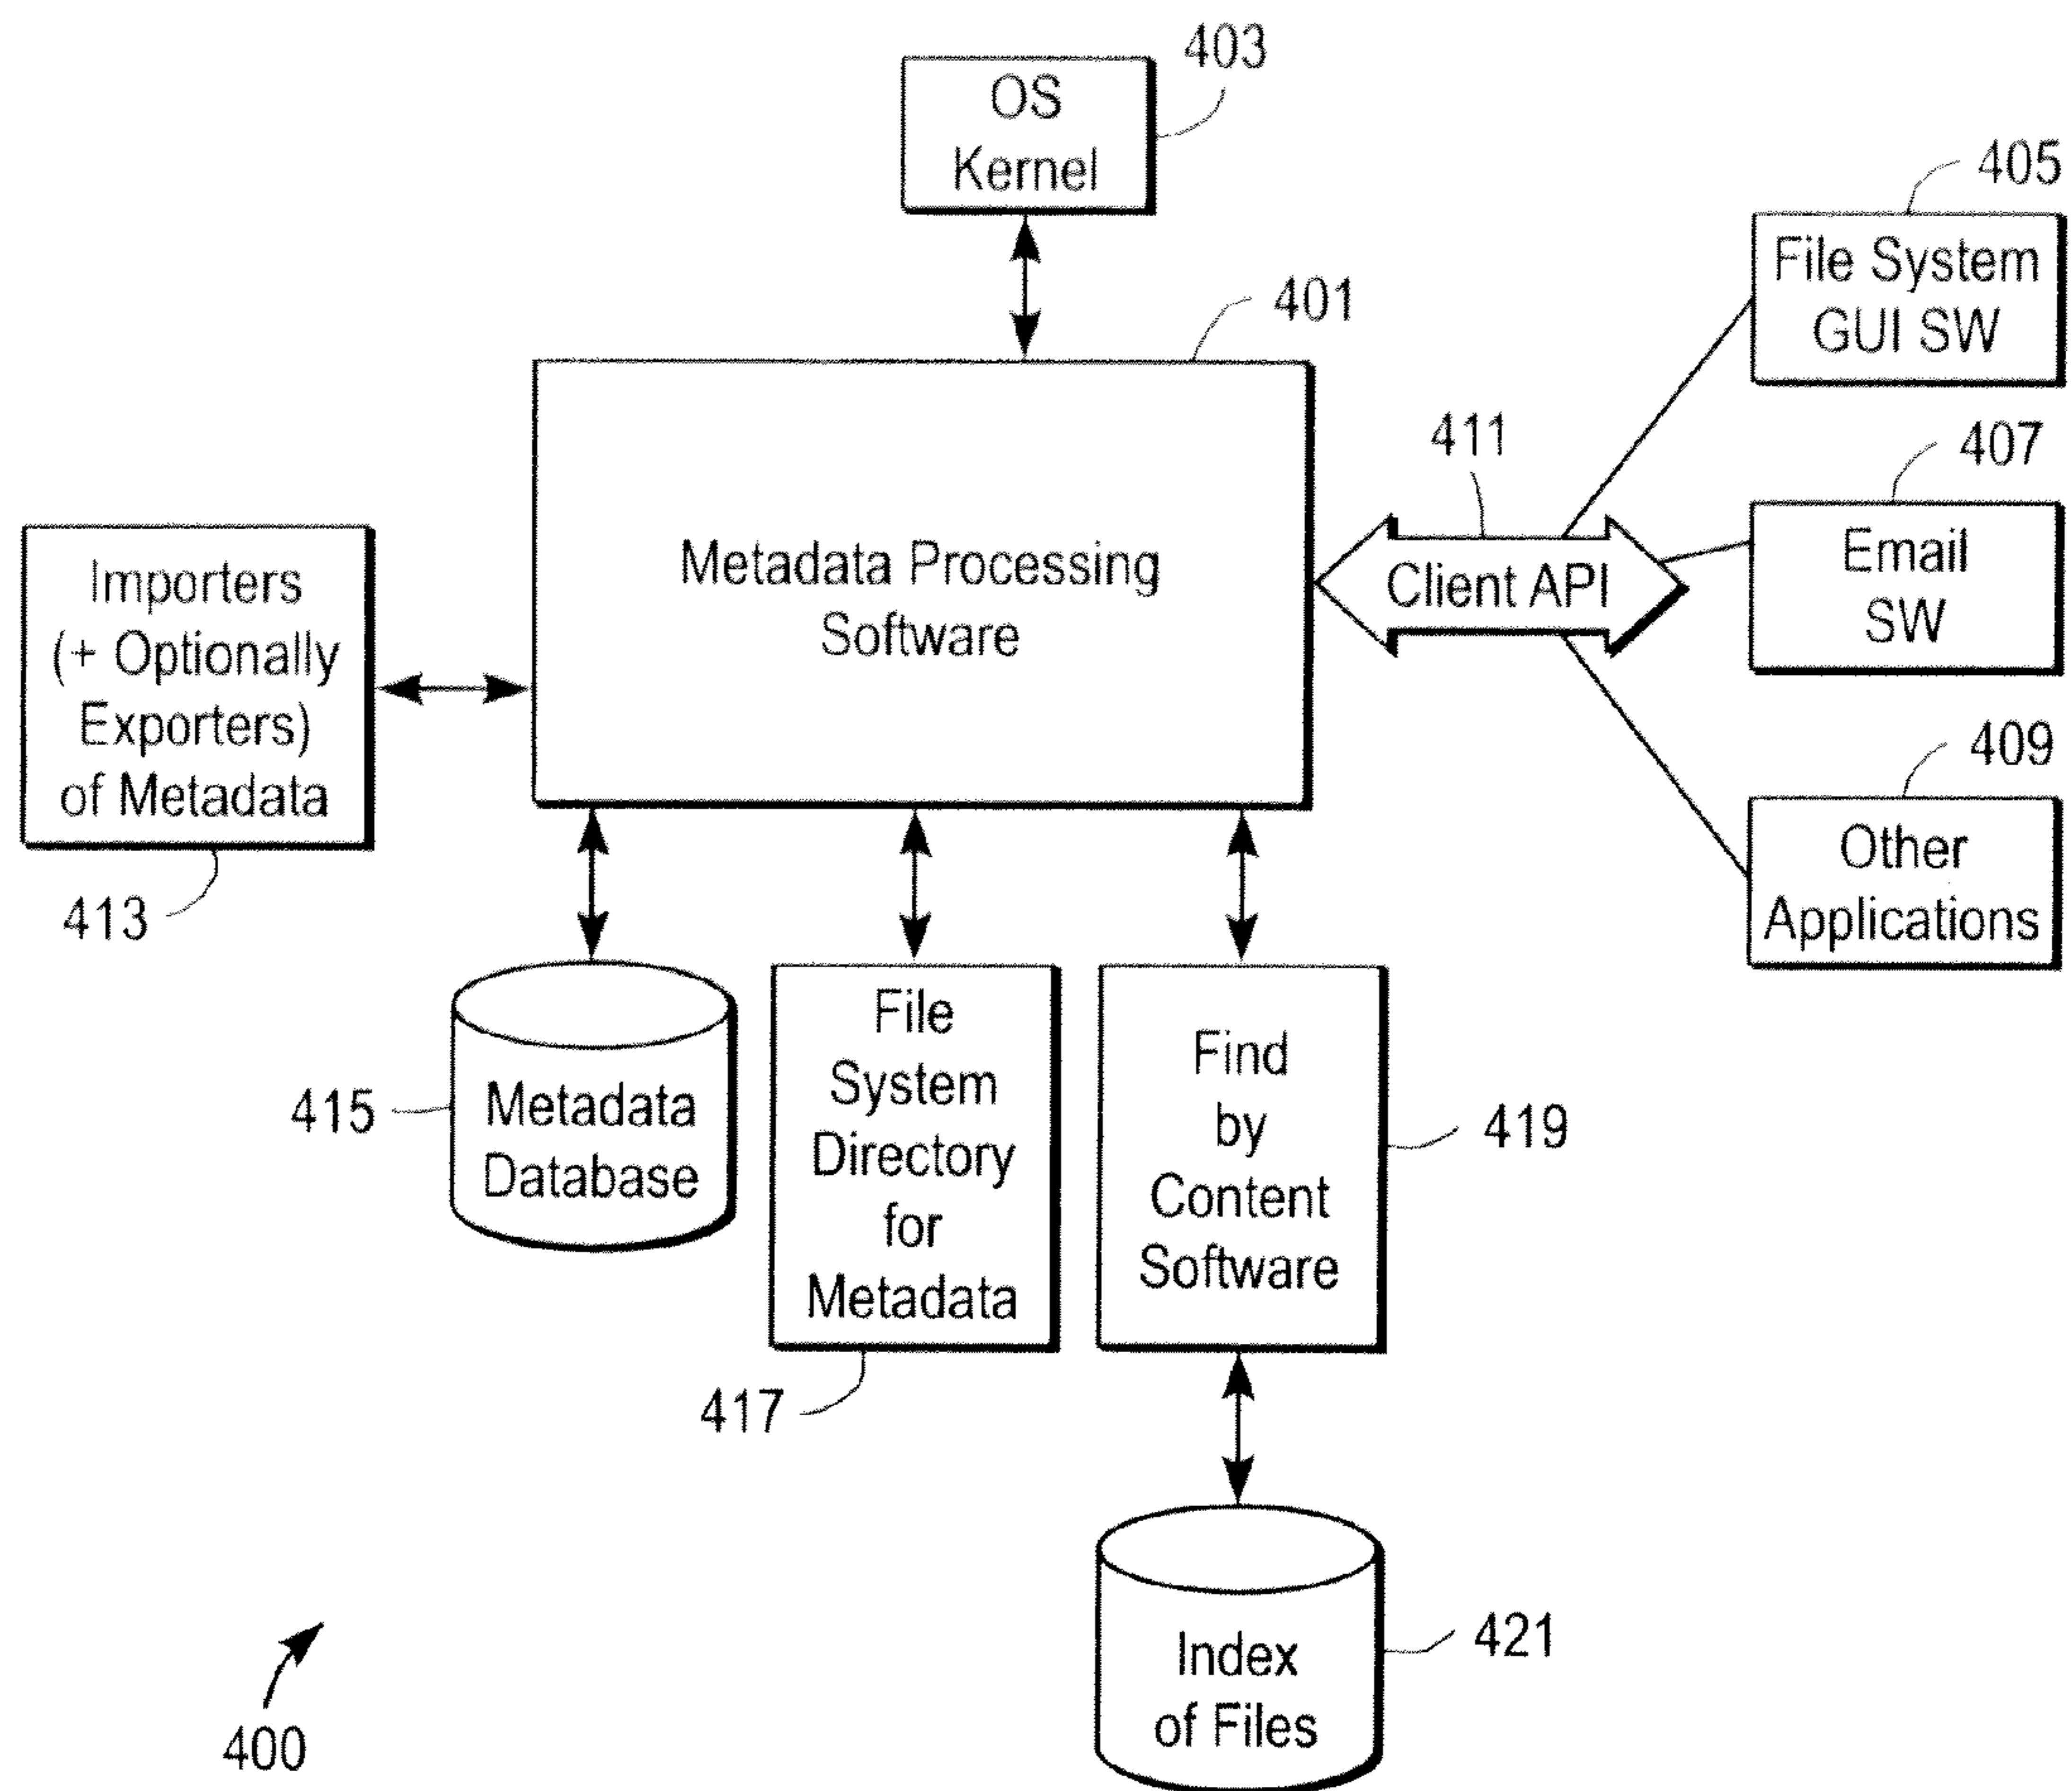 403
OS
Kernel
405
File System
GUI SW
401
411
407
Metadata Processing
Software
Client API
Email
SW
Importers
(+ Optionally
Exporters)
of Metadata
413
409
Other
Applications
415
Metadata
Database
File
System
Directory
for
Metadata
417
Find
by
Content
Software
419
Index
of Files
421
400